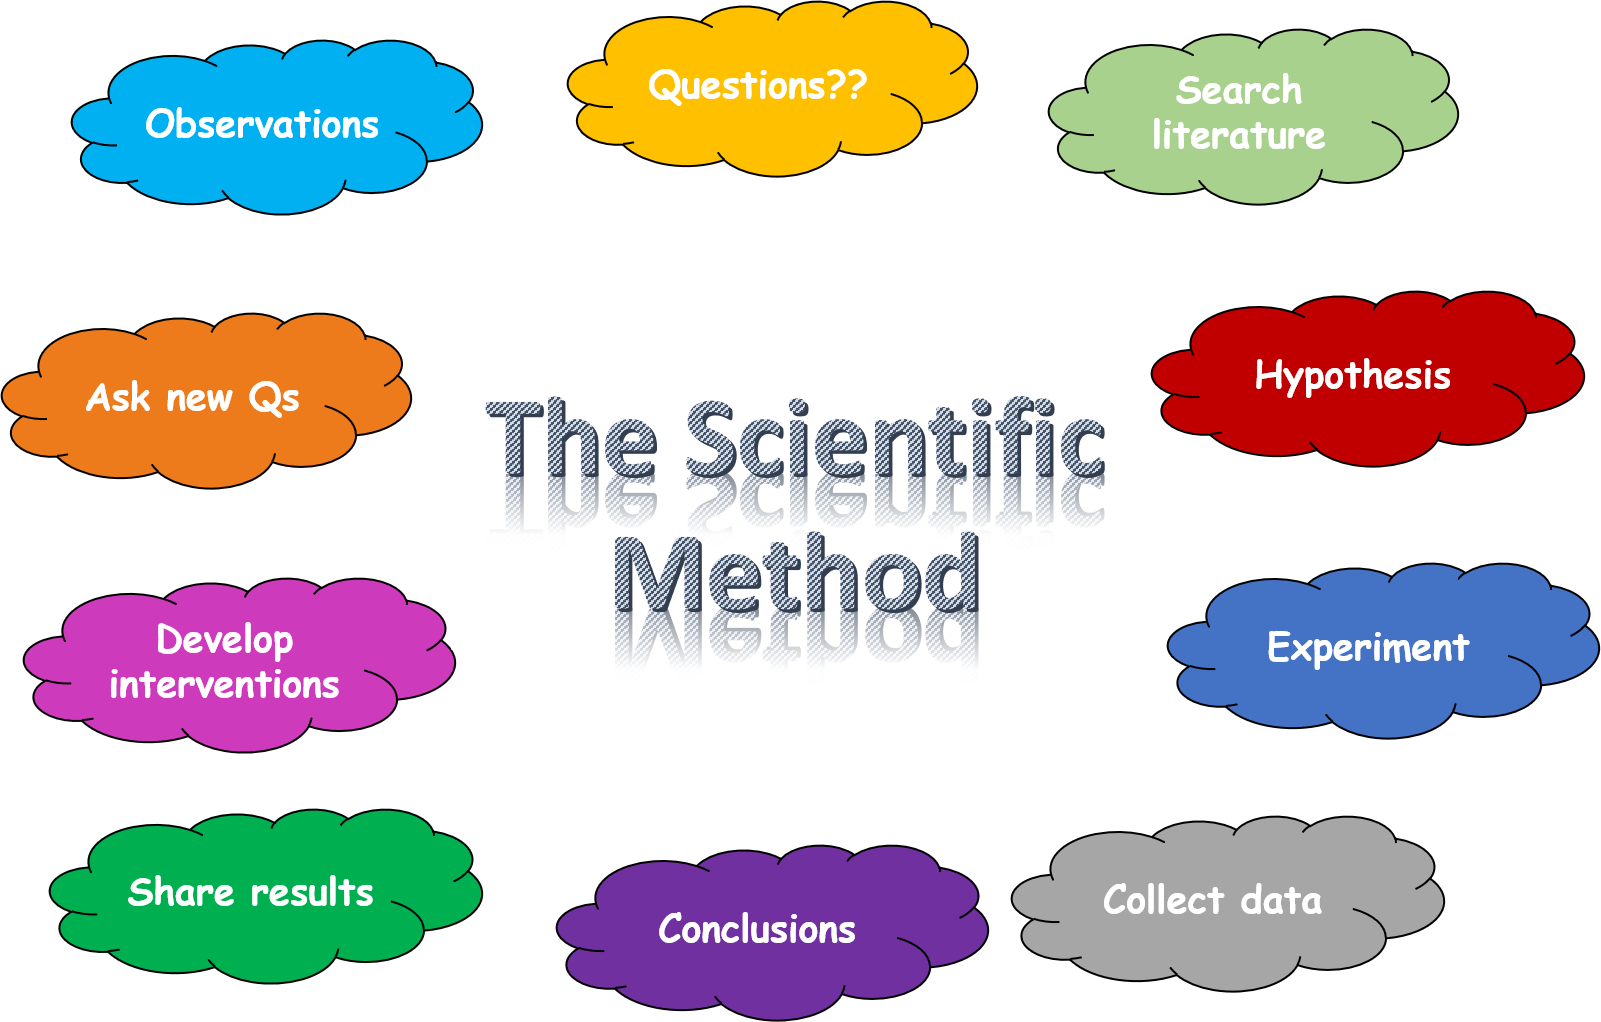 Observations
Questions??
Search
literature
Ask new Qs
Hypothesis
The Scientific
Method
Develop
interventions
Experiment
Share results
Conclusions
Collect data